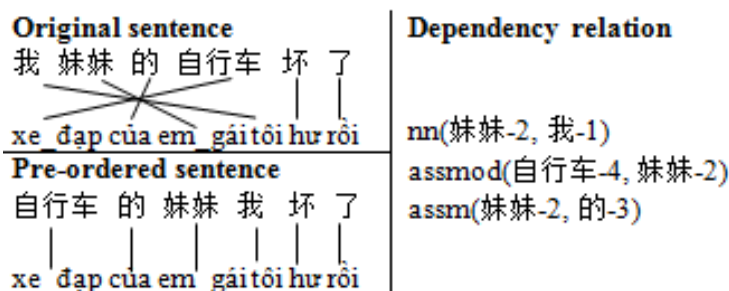 Original sentence
我 妹妹 的 自行车 坏 了
xe_đạp của em_gái tôi hư rồi
Pre-ordered sentence
自行车 的 妹妹 我 坏 了
xe_đạp của em_gái tôi hư rồi
Dependency relation
nn(妹妹-2, 我-1)
assmod(自行车-4, 妹妹-2)
assm(妹妹-2, 的-3)